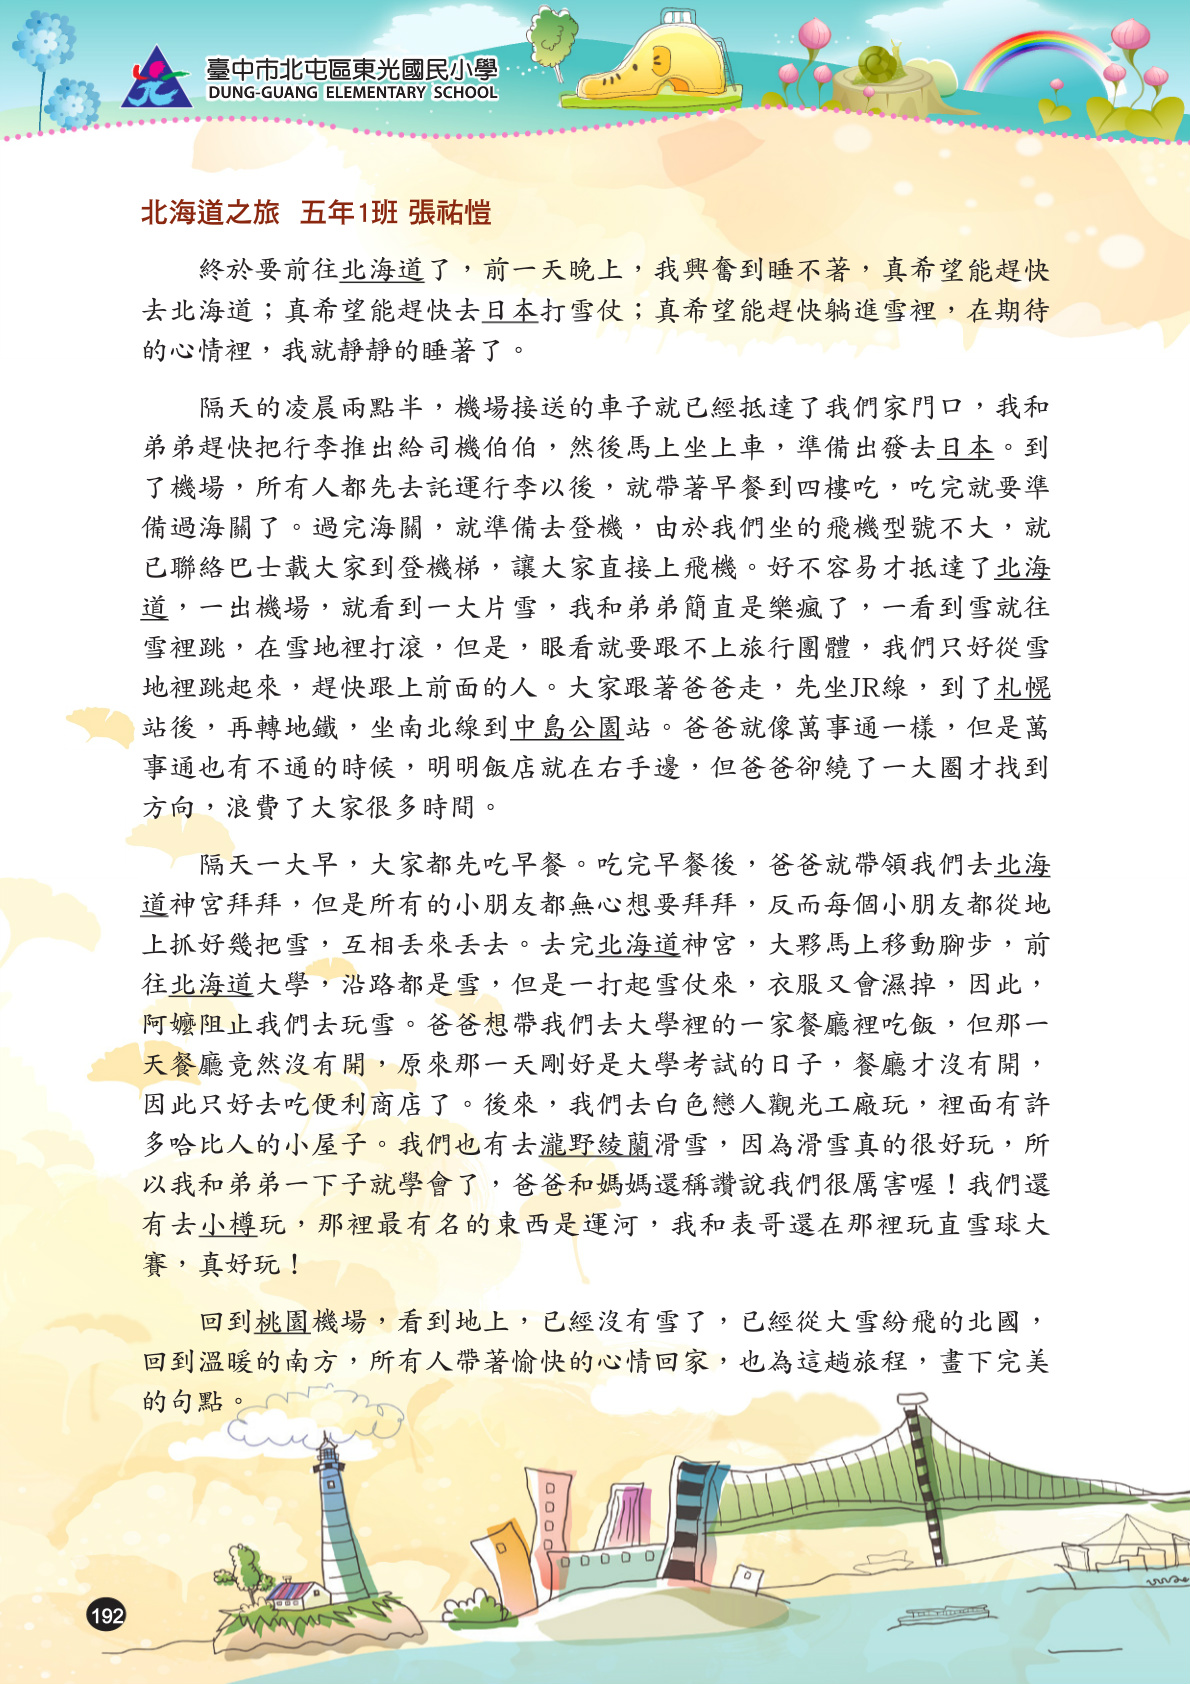 臺中市北屯區東光國民小學
DUNG-GUANG ELEMENTARY SCHOOL
北海道之旅 五年1班 張祐愷
終於要前往北海道了，前一天晚上，我興奮到睡不著，真希望能趕快
去北海道；真希望能趕快去日本打雪仗；真希望能趕快躺進雪裡，在期待
的心情裡，我就靜靜的睡著了。
隔天的凌晨兩點半，機場接送的車子就已經抵達了我們家門口，我和
弟弟趕快把行李推出給司機伯伯，然後馬上坐上車，準備出發去日本。到
了機場，所有人都先去託運行李以後，就帶著早餐到四樓吃，吃完就要準
備過海關了。過完海關，就準備去登機，由於我們坐的飛機型號不大，就
已聯絡巴士載大家到登機梯，讓大家直接上飛機。好不容易才抵達了北海
道，一出機場，就看到一大片雪，我和弟弟簡直是樂瘋了，一看到雪就往
雪裡跳，在雪地裡打滾，但是，眼看就要跟不上旅行團體，我們只好從雪
地裡跳起來，趕快跟上前面的人。大家跟著爸爸走，先坐JR線，到了札幌
站後，再轉地鐵，坐南北線到中島公園站。爸爸就像萬事通一樣，但是萬
事通也有不通的時候，明明飯店就在右手邊，但爸爸卻繞了一大圈才找到
方向，浪費了大家很多時間。
隔天一大早，大家都先吃早餐。吃完早餐後，爸爸就帶領我們去北海
道神宮拜拜，但是所有的小朋友都無心想要拜拜，反而每個小朋友都從地
上抓好幾把雪，互相丟來丟去。去完北海道神宮，大夥馬上移動腳步，前
往北海道大學，沿路都是雪，但是一打起雪仗來，衣服又會濕掉，因此，
阿嬤阻止我們去玩雪。爸爸想帶我們去大學裡的一家餐廳裡吃飯，但那一
天餐廳竟然沒有開，原來那一天剛好是大學考試的日子，餐廳才沒有開，
因此只好去吃便利商店了。後來，我們去白色戀人觀光工廠玩，裡面有許
多哈比人的小屋子。我們也有去瀧野綾蘭滑雪，因為滑雪真的很好玩，所
以我和弟弟一下子就學會了，爸爸和媽媽還稱讚說我們很厲害喔！我們還
有去小樽玩，那裡最有名的東西是運河，我和表哥還在那裡玩直雪球大
賽，真好玩！
回到桃園機場，看到地上，已經沒有雪了，已經從大雪紛飛的北國，
回到溫暖的南方，所有人帶著愉快的心情回家，也為這趟旅程，畫下完美
的句點。
192